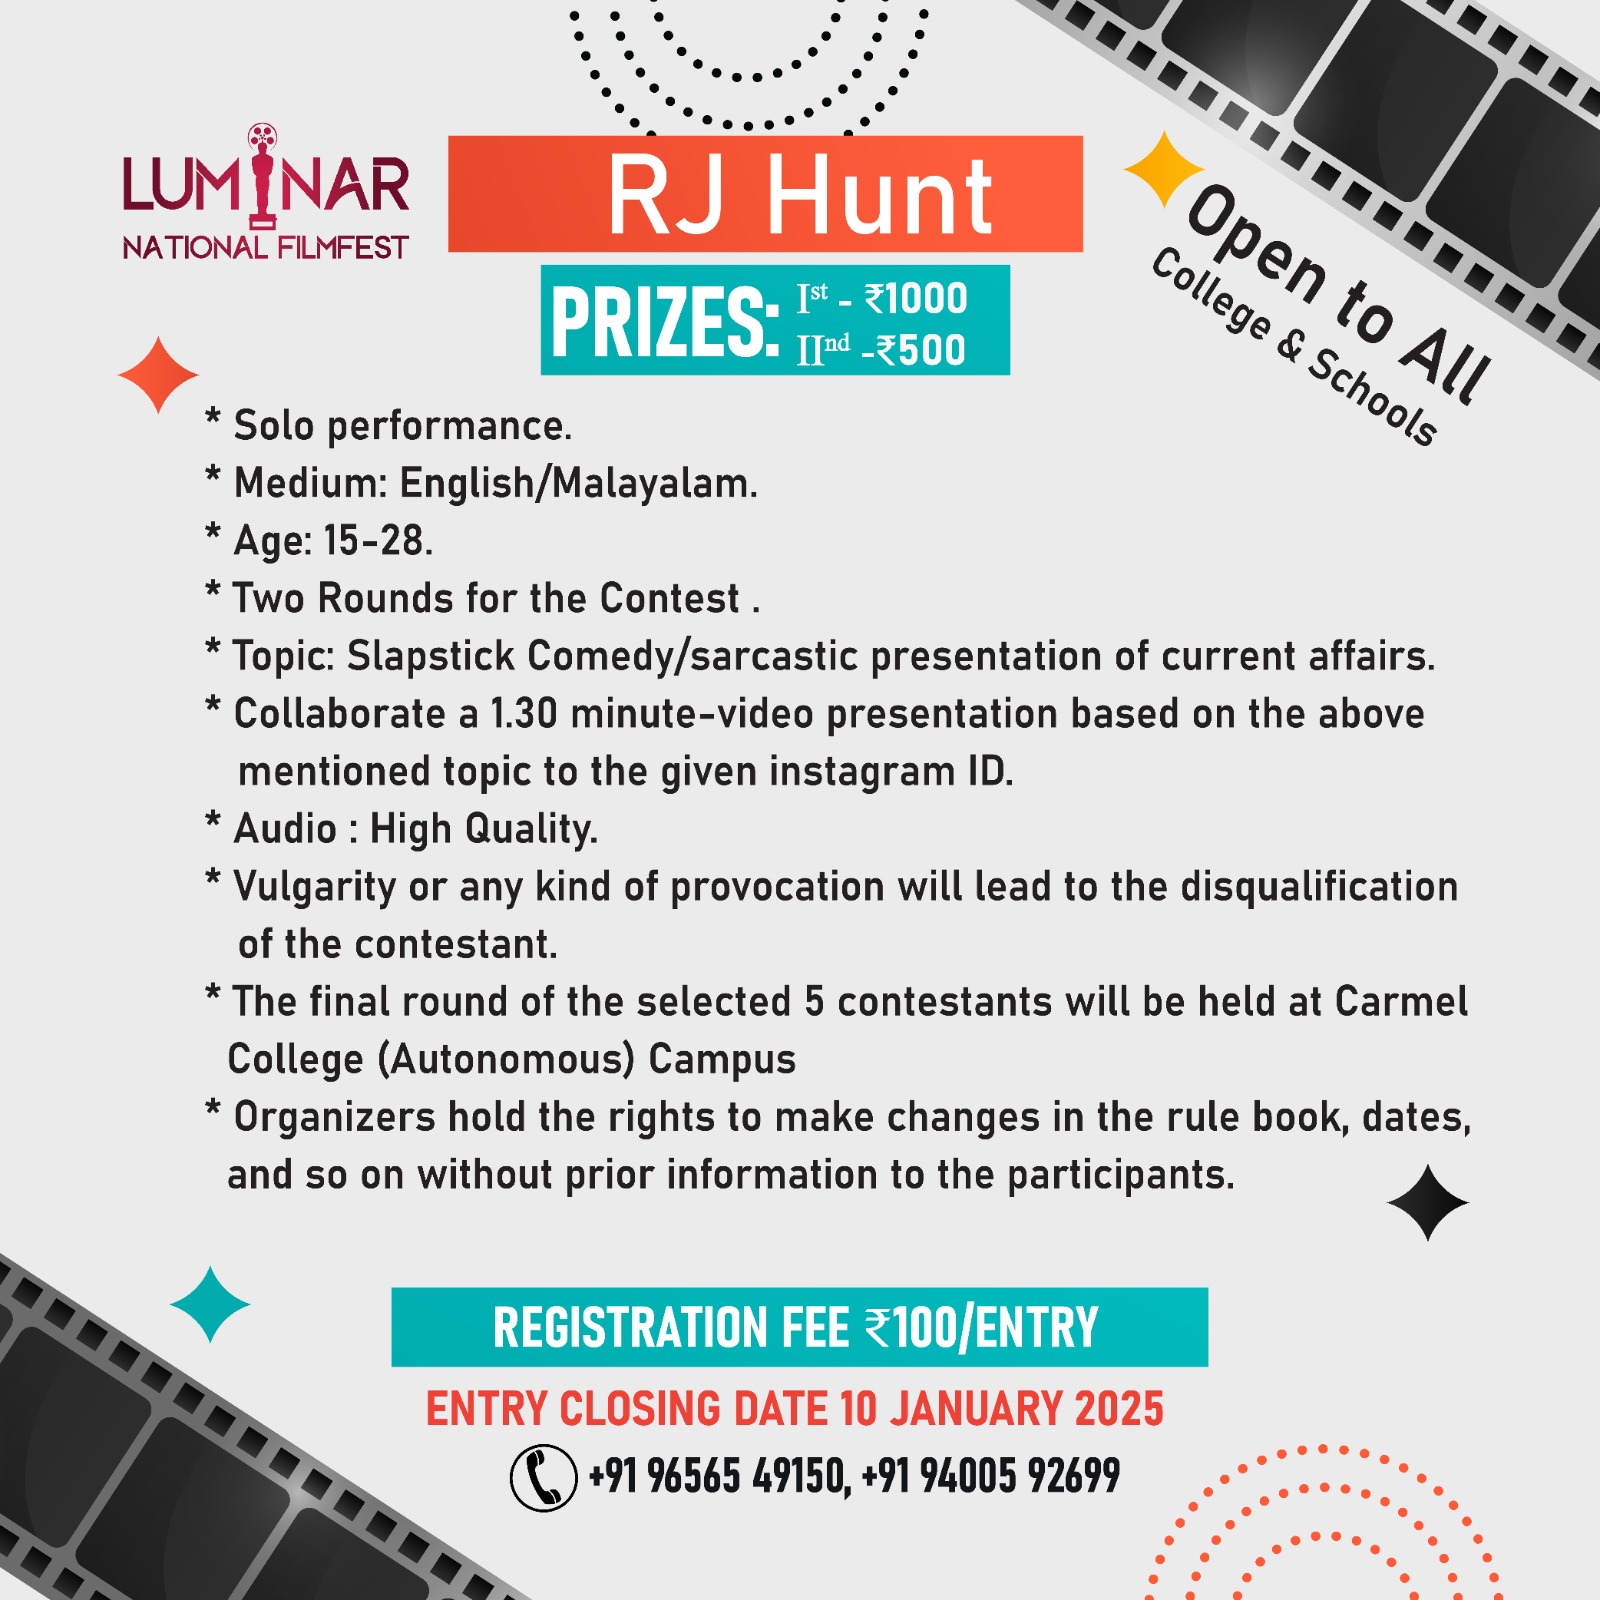 LUMINAR
NATIONAL FILMFEST
RJ Hunt
PRIZES:
Ist - ₹1000
IInd -₹500
Open to All
College & Schools
* Solo performance.
* Medium: English/Malayalam.
* Age: 15-28.
* Two Rounds for the Contest .
* Topic: Slapstick Comedy/sarcastic presentation of current affairs.
* Collaborate a 1.30 minute-video presentation based on the above
mentioned topic to the given instagram ID.
* Audio : High Quality.
* Vulgarity or any kind of provocation will lead to the disqualification
of the contestant.
* The final round of the selected 5 contestants will be held at Carmel
College (Autonomous) Campus
* Organizers hold the rights to make changes in the rule book, dates,
and so on without prior information to the participants.
REGISTRATION FEE ₹100/ENTRY
ENTRY CLOSING DATE 10 JANUARY 2025
+91 96565 49150, +91 94005 92699